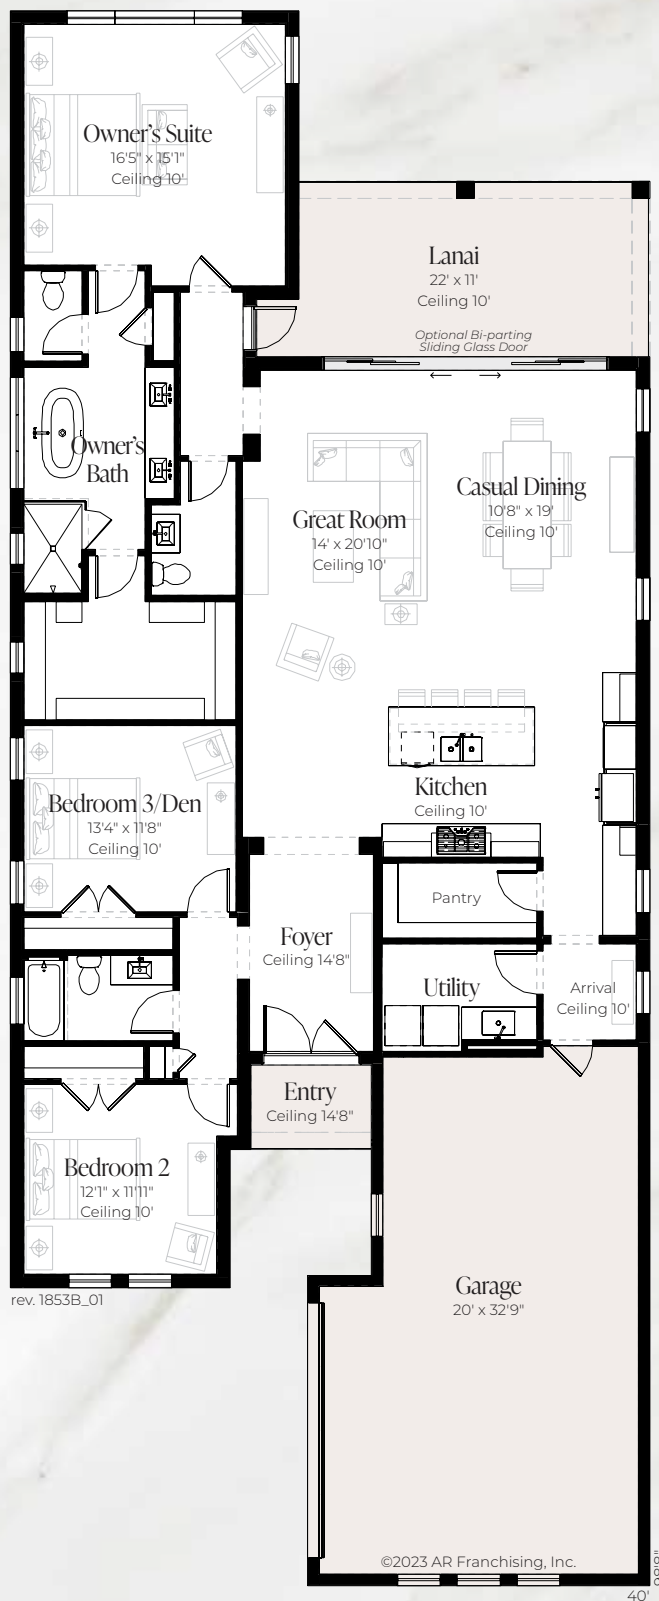 Owner's Suite
16'5" x 15'1"
Ceiling 10'
Lanai
22' x 11'
Ceiling 10'
Optional Bi-parting
Sliding Glass Door
Owner's
Bath
Great Room
14' x 20'10"
Ceiling 10'
Casual Dining
10'8" x 19'
Ceiling 10'
Kitchen
Ceiling 10'
Bedroom 3/Den
13'4" x 11'8"
Ceiling 10'
Pantry
Foyer
Ceiling 14'8"
Utility
Arrival
Ceiling 10'
Entry
Ceiling 14'8"
Bedroom 2
12'1" x 11'11"
Ceiling 10'
rev. 1853B_01
Garage
20' x 32'9"
©2023 AR Franchising, Inc.
98'8"
40'